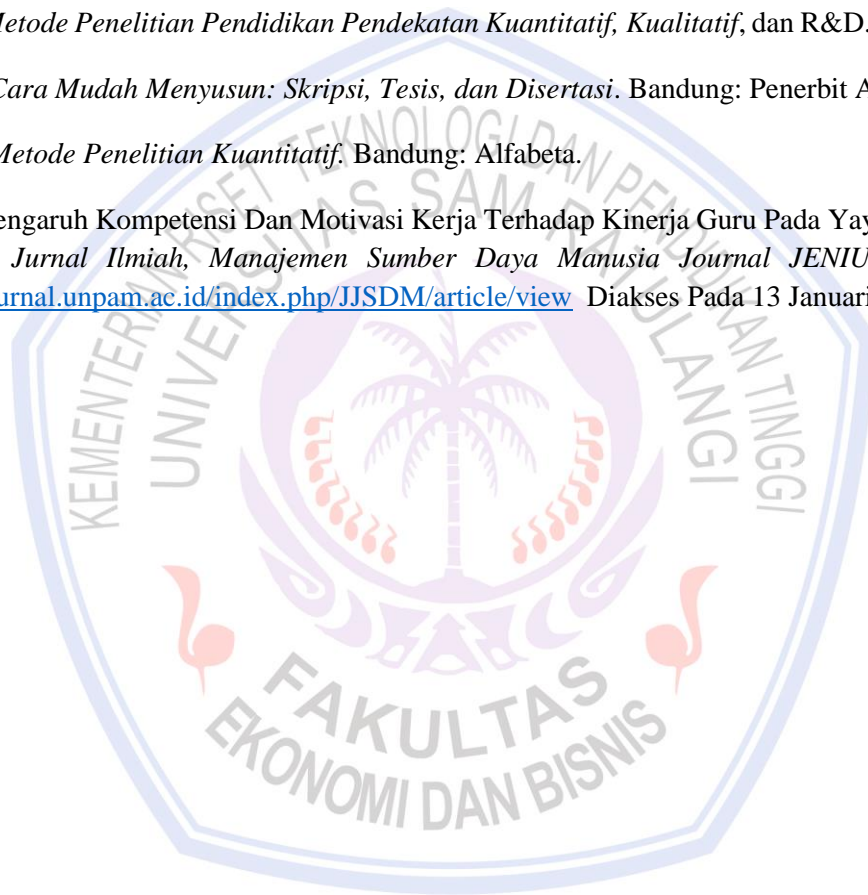 Metode Penelitian Pendidikan Pendekatan Kuantitatif, Kualitatif, dan R&D.
Cara Mudah Menyusun: Skripsi, Tesis, dan Disertasi. Bandung: Penerbit A
Metode Penelitian Kuantitatif. Bandung: Alfabeta.
engaruh Kompetensi Dan Motivasi Kerja Terhadap Kinerja Guru Pada Yay
Jurnal Ilmiah, Manajemen Sumber Daya Manusia Journal JENIU
urnal.unpam.ac.id/index.php/JJSDM/article/view Diakses Pada 13 Januari
KEMENTERIAN RISET TEKNOLOGI DAN PENDIDIKAN TINGGI
UNIVERSITAS SAM RATULANGI
FAKULTAS
EKONOMI DAN BISNIS